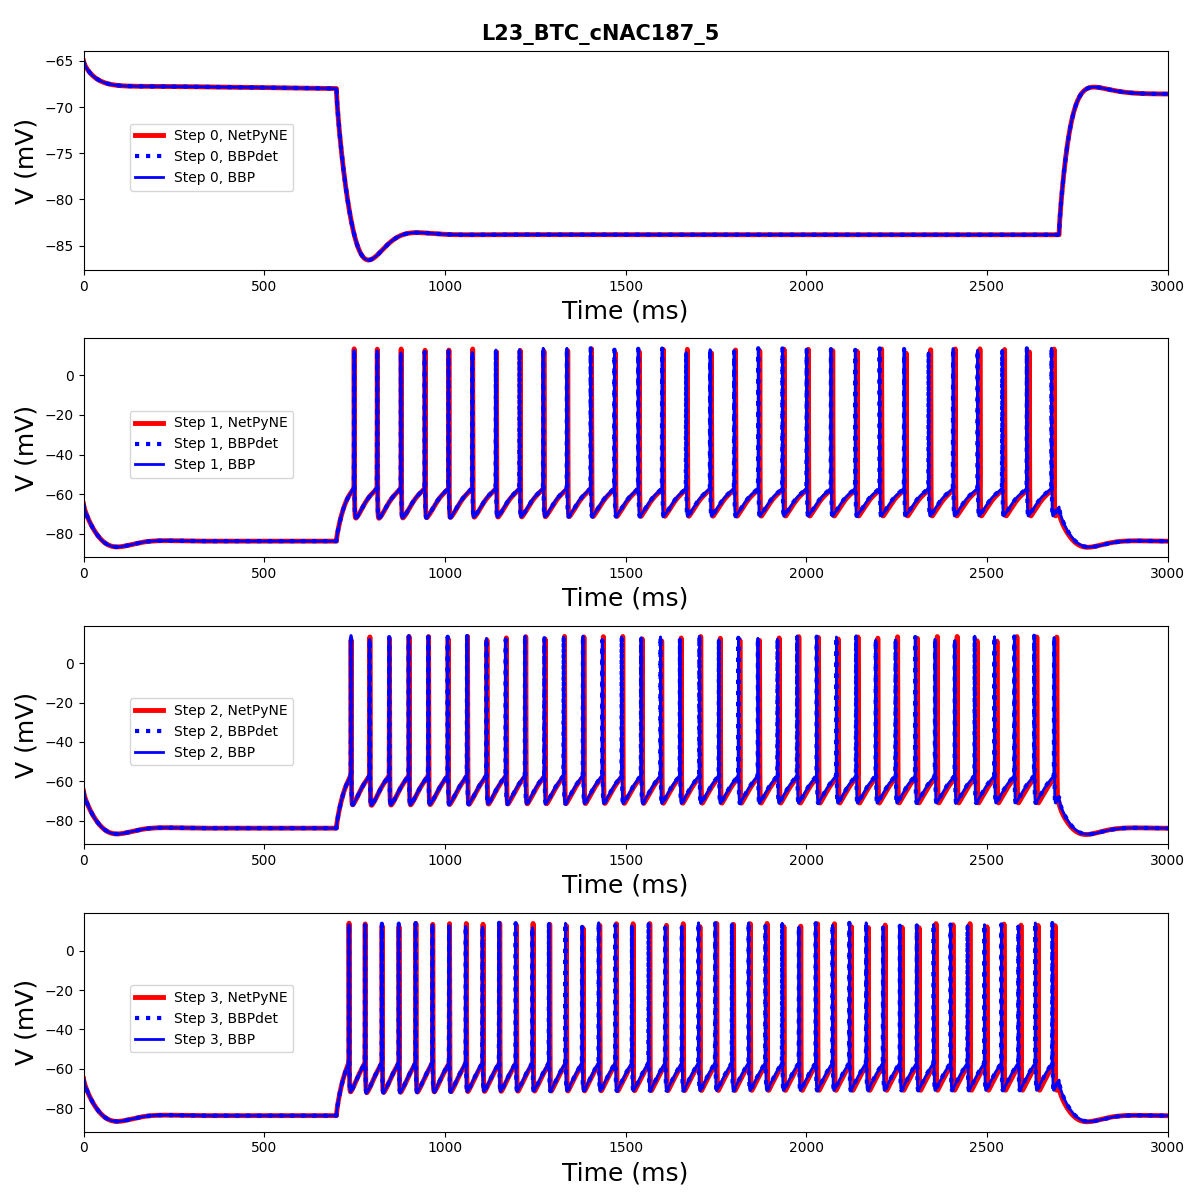 L23_BTC_cNAC187_5
−65
−70
−75
−80
−85
V (mV)
Step 0, NetPyNE
Step 0, BBPdet
Step 0, BBP
0 500 1000 1500 2000 2500 3000
Time (ms)
0
−20
−40
−60
−80
V (mV)
Step 1, NetPyNE
Step 1, BBPdet
Step 1, BBP
0 500 1000 1500 2000 2500 3000
Time (ms)
0
−20
−40
−60
−80
V (mV)
Step 2, NetPyNE
Step 2, BBPdet
Step 2, BBP
0 500 1000 1500 2000 2500 3000
Time (ms)
0
−20
−40
−60
−80
V (mV)
Step 3, NetPyNE
Step 3, BBPdet
Step 3, BBP
0 500 1000 1500 2000 2500 3000
Time (ms)